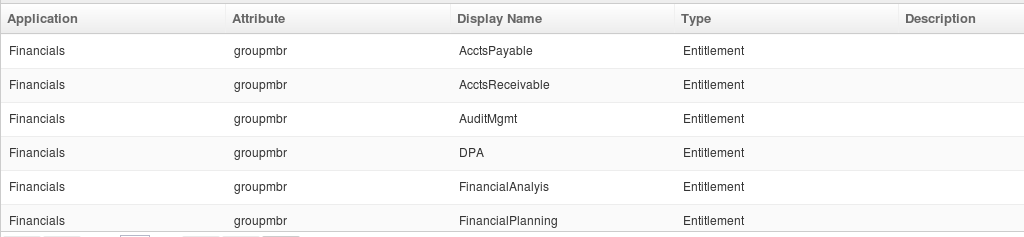 Application Attribute Display Name Type Description
Financials groupmbr AcctsPayable Entitlement
Financials groupmbr AcctsReceivable Entitlement
Financials groupmbr AuditMgmt Entitlement
Financials groupmbr DPA Entitlement
Financials groupmbr FinancialAnalyis Entitlement
Financials groupmbr FinancialPlanning Entitlement